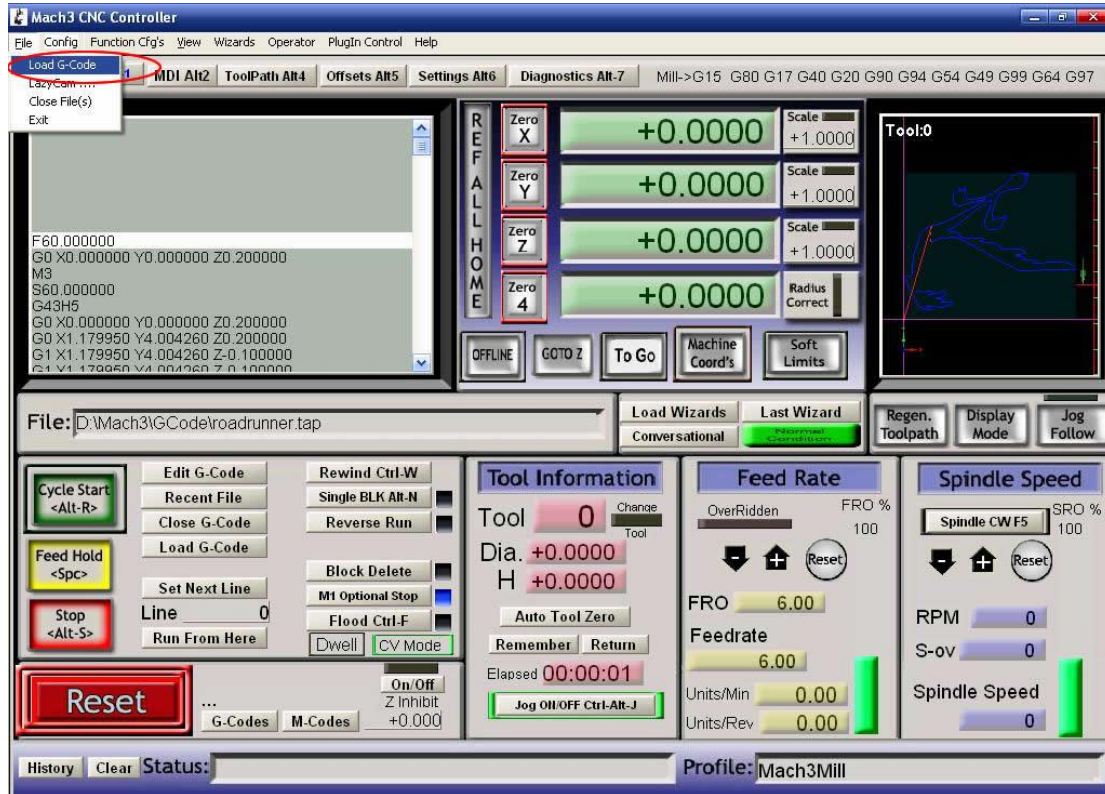 Mach3 CNC Controller
File Config Function Cfg's View Wizards Operator PlugIn Control Help
Load G-Code
LazyCam ....
Close File(s)
Exit
1 MDI Alt2 ToolPath Alt4 Offsets Alt5 Settings Alt6 Diagnostics Alt-7 Mill->G15 G80 G17 G40 G20 G90 G94 G54 G49 G99 G64 G97
F60.000000
G0 X0.000000 Y0.000000 Z0.200000
M3
S60.000000
G43H5
G0 X0.000000 Y0.000000 Z0.200000
G0 X1.179950 Y4.004260 Z0.200000
G1 X1.179950 Y4.004260 Z-0.100000
G1 X1.179950 Y4.004260 Z-0.100000
REF ALL HOME
Zero X +0.0000 Scale +1.0000
Zero Y +0.0000 Scale +1.0000
Zero Z +0.0000 Scale +1.0000
Zero 4 +0.0000 Radius Correct
OFFLINE GOTO Z To Go Machine Coord's Soft Limits
Tool:0
File: D:\Mach3\GCode\roadrunner.tap
Load Wizards Last Wizard
Conversational Normal Condition
Regen. Toolpath Display Mode Jog Follow
Cycle Start <Alt-R>
Feed Hold <Spc>
Stop <Alt-S>
Edit G-Code
Recent File
Close G-Code
Load G-Code
Set Next Line
Line 0
Run From Here
Rewind Ctrl-W
Single BLK Alt-N
Reverse Run
Block Delete
M1 Optional Stop
Flood Ctrl-F
Dwell CV Mode
Reset
...
G-Codes M-Codes
On/Off
Z Inhibit
+0.000
Tool Information
Tool 0 Change Tool
Dia. +0.0000
H +0.0000
Auto Tool Zero
Remember Return
Elapsed 00:00:01
Jog ON/OFF Ctrl-Alt-J
Feed Rate
OverRidden FRO %
100
Reset
FRO 6.00
Feedrate
6.00
Units/Min 0.00
Units/Rev 0.00
Spindle Speed
Spindle CW F5 SRO %
100
Reset
RPM 0
S-ov 0
Spindle Speed
0
History Clear Status:
Profile: Mach3Mill